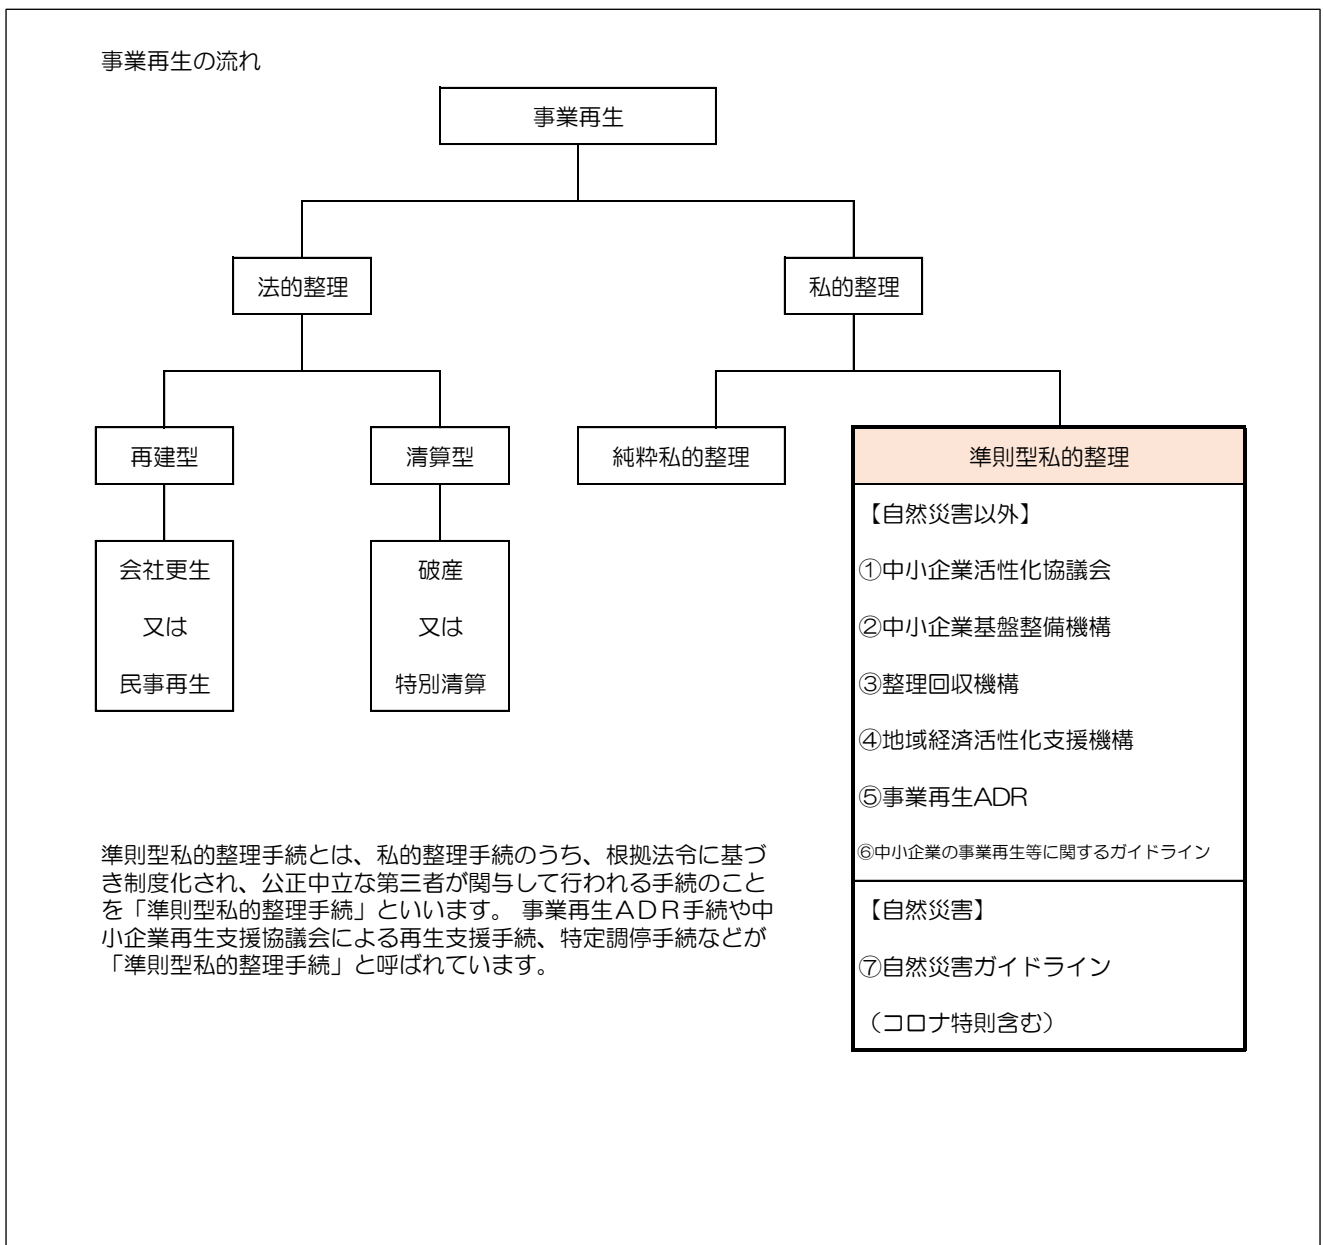 事業再生の流れ
事業再生
法的整理
私的整理
再建型
清算型
純粋私的整理
準則型私的整理
会社更生
又は
民事再生
破産
又は
特別清算
【自然災害以外】
①中小企業活性化協議会
②中小企業基盤整備機構
③整理回収機構
④地域経済活性化支援機構
⑤事業再生ADR
⑥中小企業の事業再生等に関するガイドライン
【自然災害】
⑦自然災害ガイドライン
（コロナ特則含む）
準則型私的整理手続とは、私的整理手続のうち、根拠法令に基づ
き制度化され、公正中立な第三者が関与して行われる手続のこと
を「準則型私的整理手続」といいます。 事業再生ＡＤＲ手続や中
小企業再生支援協議会による再生支援手続、特定調停手続などが
「準則型私的整理手続」と呼ばれています。